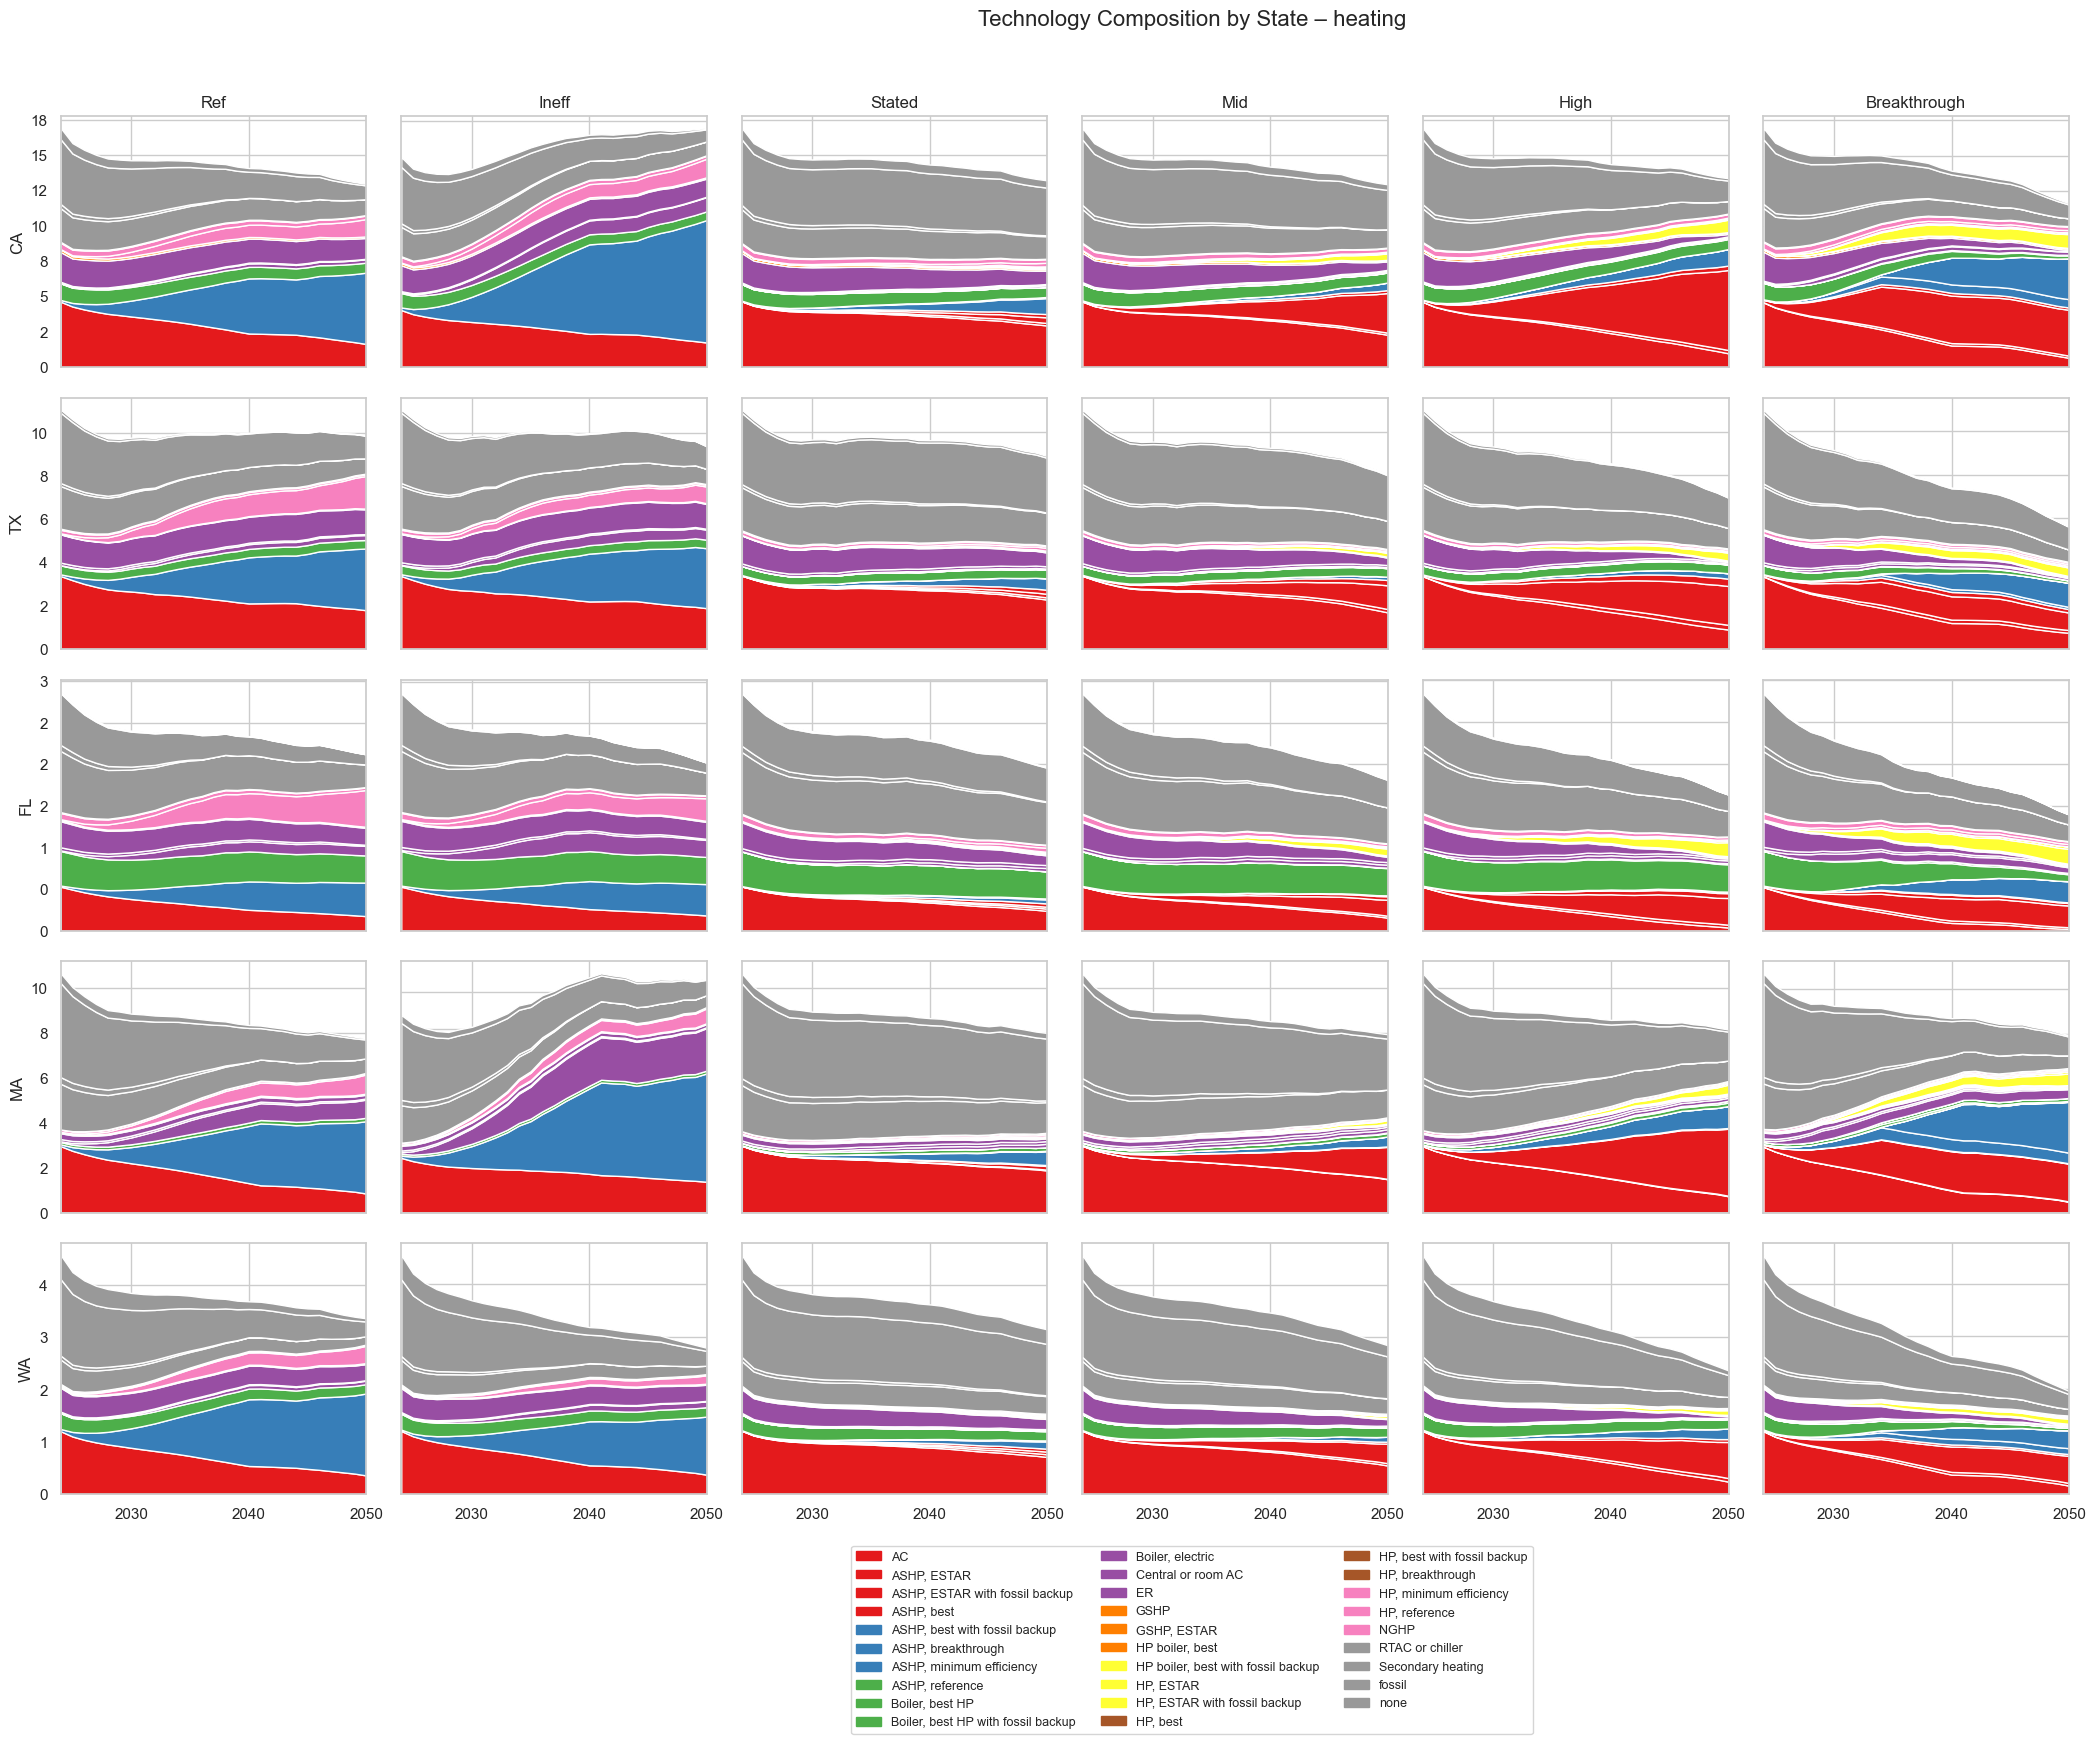 Technology Composition by State – heating
Ref Ineff Stated Mid High Breakthrough
18
15
12
10
8
5
2
0
CA
10
8
6
4
2
0
TX
3
2
2
2
1
0
0
FL
10
8
6
4
2
0
MA
4
3
2
1
0
WA
2030 2040 2050 2030 2040 2050 2030 2040 2050 2030 2040 2050 2030 2040 2050 2030 2040 2050
AC
ASHP, ESTAR
ASHP, ESTAR with fossil backup
ASHP, best
ASHP, best with fossil backup
ASHP, breakthrough
ASHP, minimum efficiency
ASHP, reference
Boiler, best HP
Boiler, best HP with fossil backup
Boiler, electric
Central or room AC
ER
GSHP
GSHP, ESTAR
HP boiler, best
HP boiler, best with fossil backup
HP, ESTAR
HP, ESTAR with fossil backup
HP, best
HP, best with fossil backup
HP, breakthrough
HP, minimum efficiency
HP, reference
NGHP
RTAC or chiller
Secondary heating
fossil
none